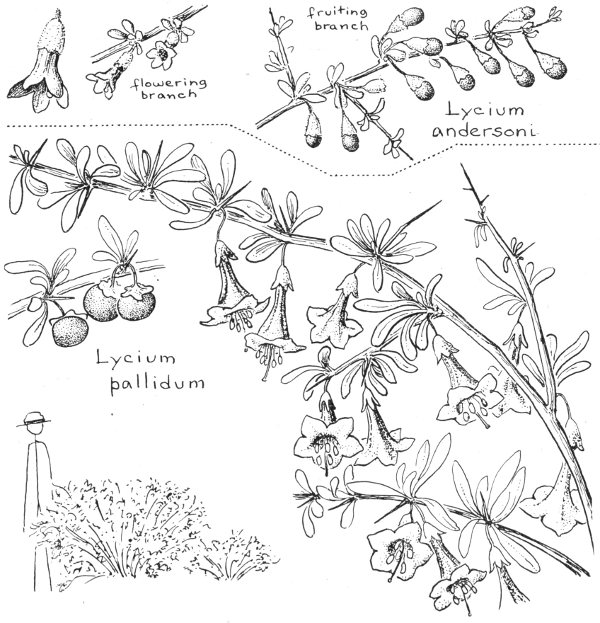 flowering
branch
fruiting
branch
Lycium
andersoni
Lycium
pallidum